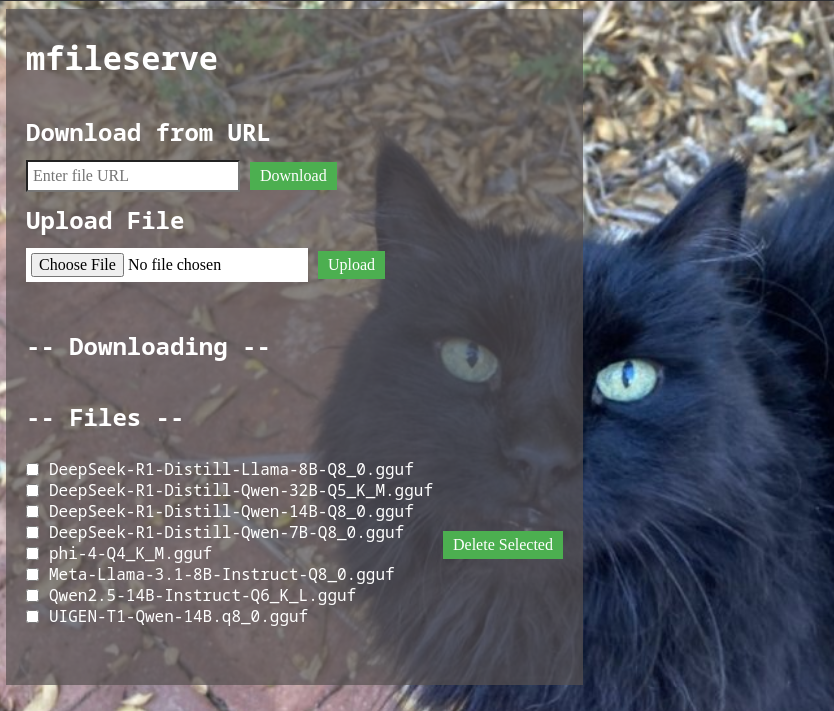 mfileserve
Download from URL
Enter file URL Download
Upload File
Choose File No file chosen Upload
-- Downloading --
-- Files --
DeepSeek-R1-Distill-Llama-8B-Q8_0.gguf
DeepSeek-R1-Distill-Qwen-32B-Q5_K_M.gguf
DeepSeek-R1-Distill-Qwen-14B-Q8_0.gguf
DeepSeek-R1-Distill-Qwen-7B-Q8_0.gguf
phi-4-Q4_K_M.gguf
Meta-Llama-3.1-8B-Instruct-Q8_0.gguf
Qwen2.5-14B-Instruct-Q6_K_L.gguf
UIGEN-T1-Qwen-14B.q8_0.gguf
Delete Selected